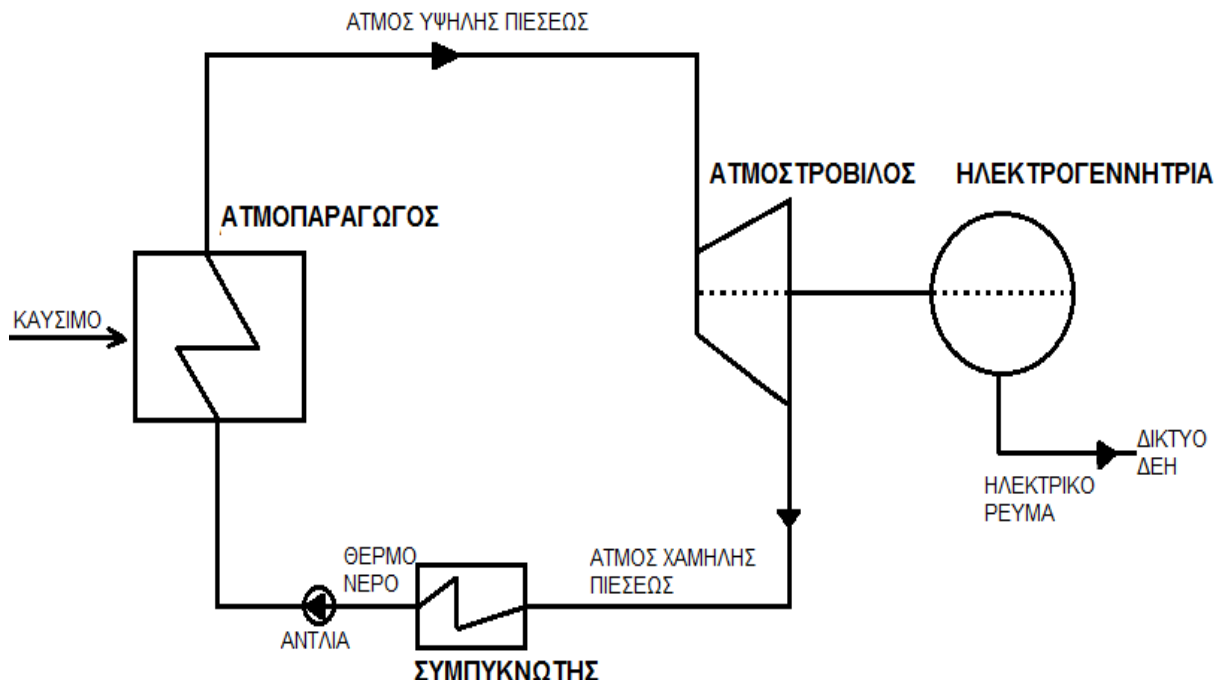 ΑΤΜΟΣ ΥΨΗΛΗΣ ΠΙΕΣΕΩΣ
ΑΤΜΟΣΤΡΟΒΙΛΟΣ
ΗΛΕΚΤΡΟΓΕΝΝΗΤΡΙΑ
ΑΤΜΟΠΑΡΑΓΩΓΟΣ
ΚΑΥΣΙΜΟ
ΔΙΚΤΥΟ
ΔΕΗ
ΗΛΕΚΤΡΙΚΟ
ΡΕΥΜΑ
ΘΕΡΜΟ
ΝΕΡΟ
ΑΤΜΟΣ ΧΑΜΗΛΗΣ
ΠΙΕΣΕΩΣ
ΑΝΤΛΙΑ
ΣΥΜΠΥΚΝΩΤΗΣ